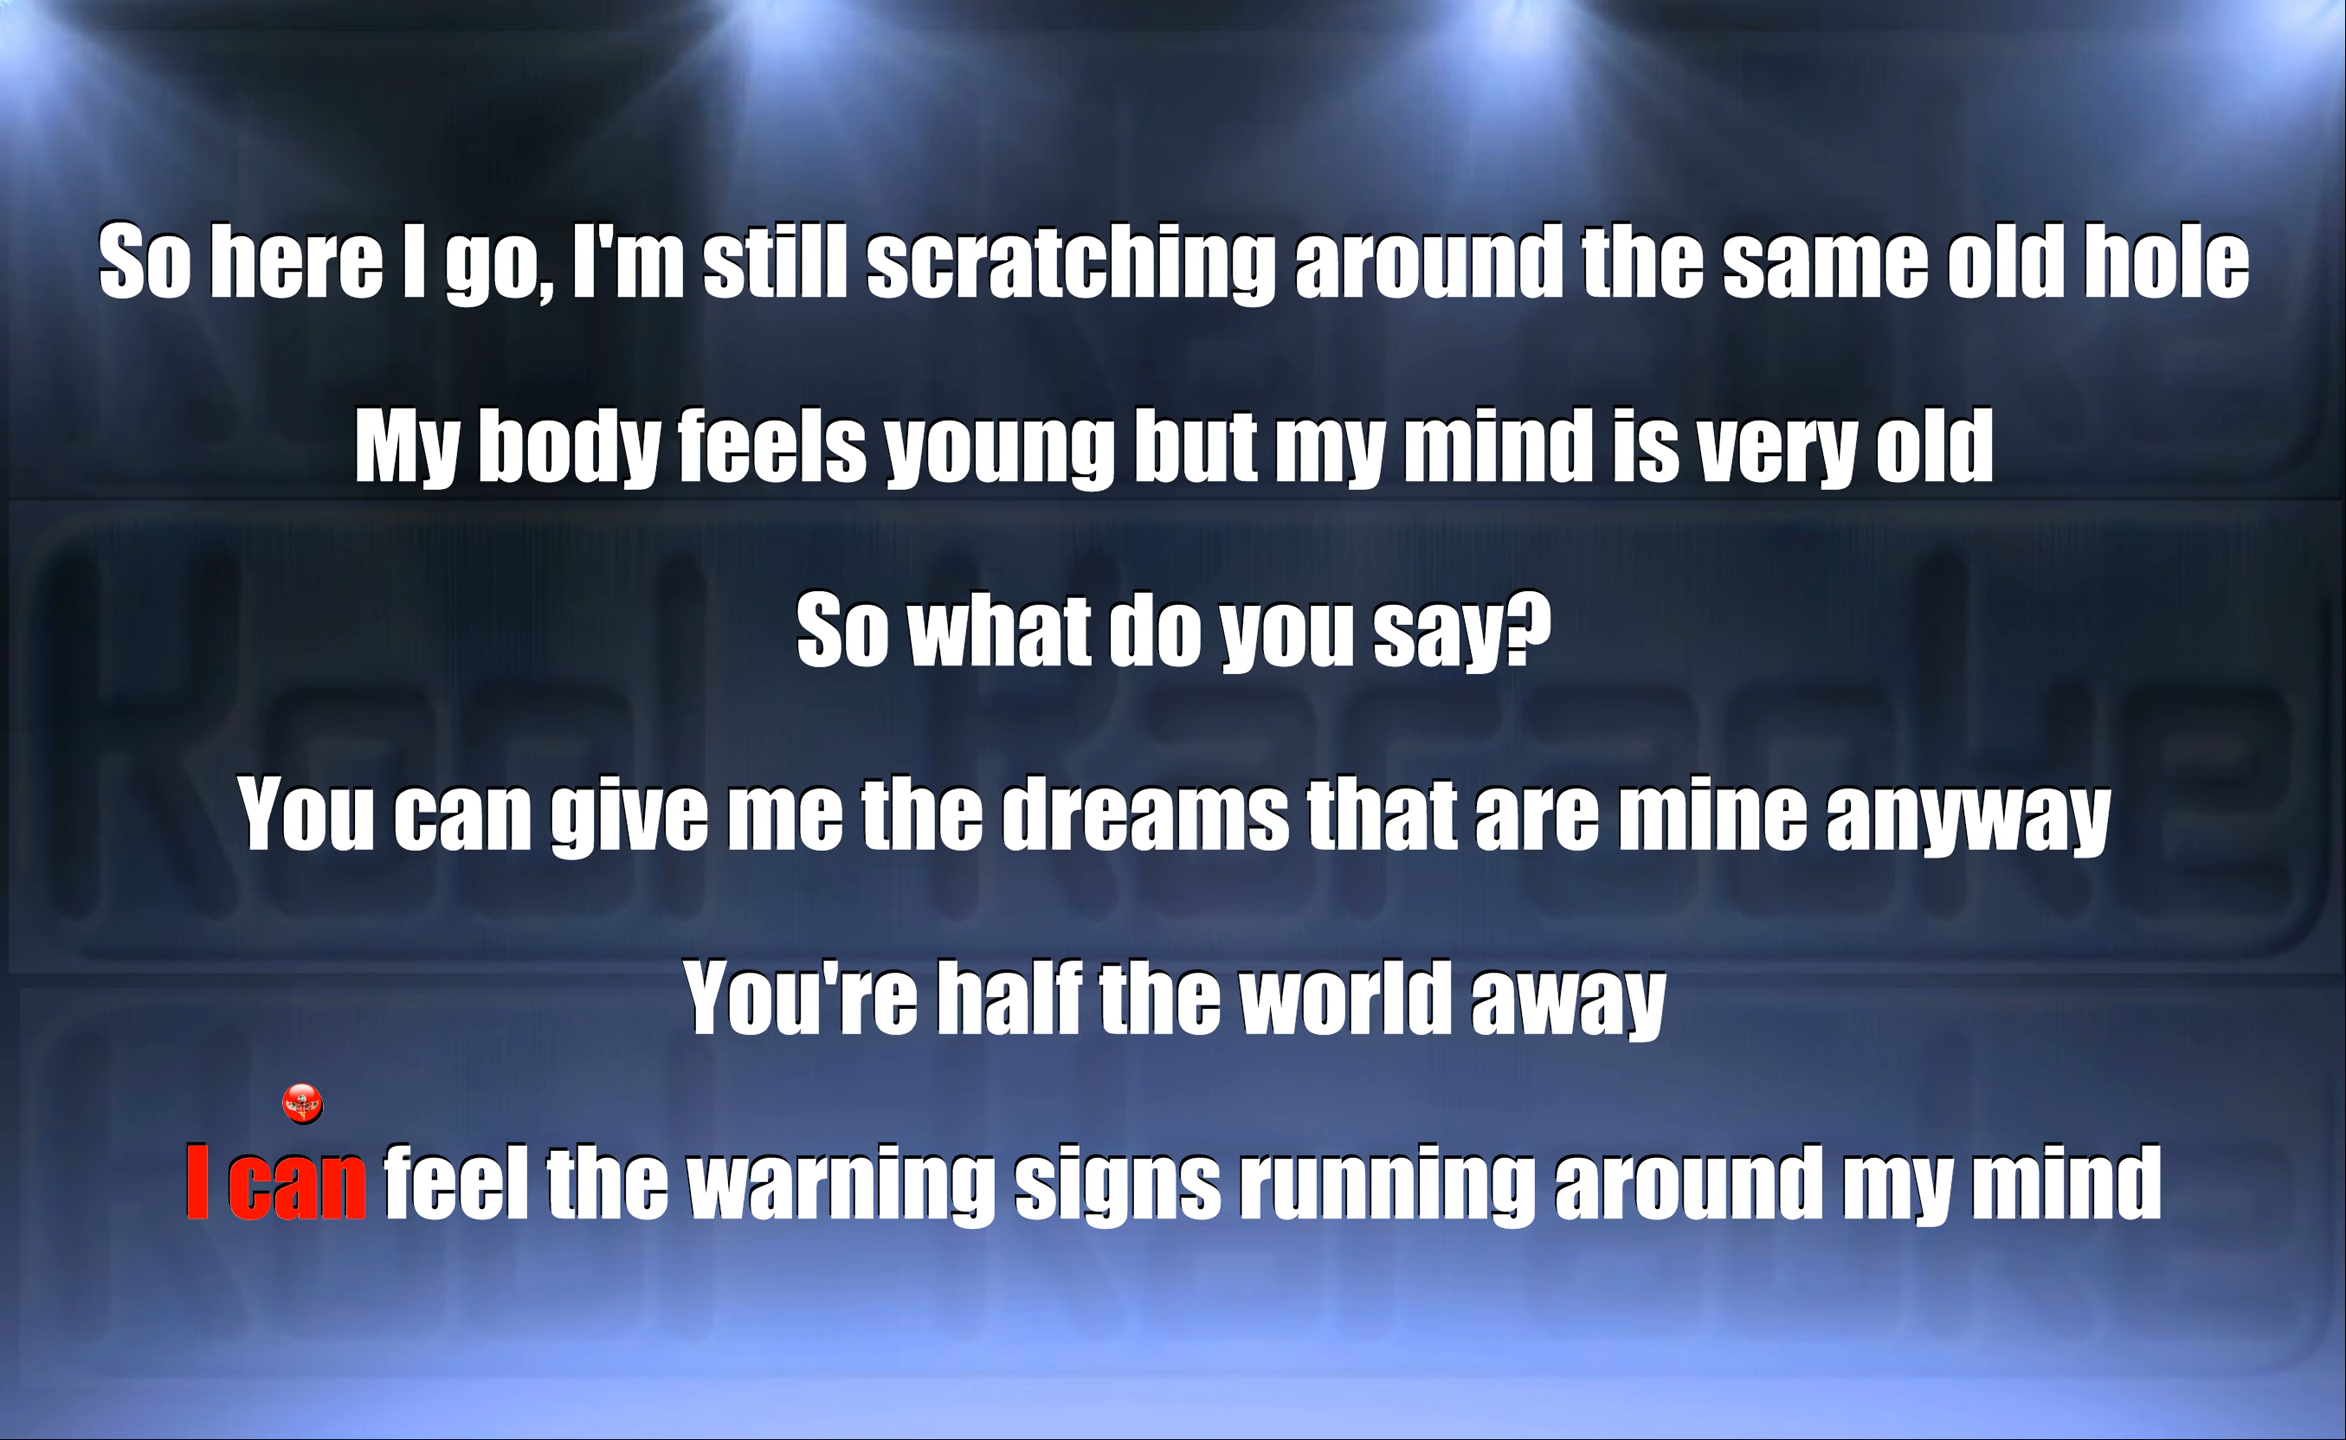 So here I go, I'm still scratching around the same old hole
My body feels young but my mind is very old
So what do you say?
You can give me the dreams that are mine anyway
You're half the world away
I can feel the warning signs running around my mind
Kool Karaoke